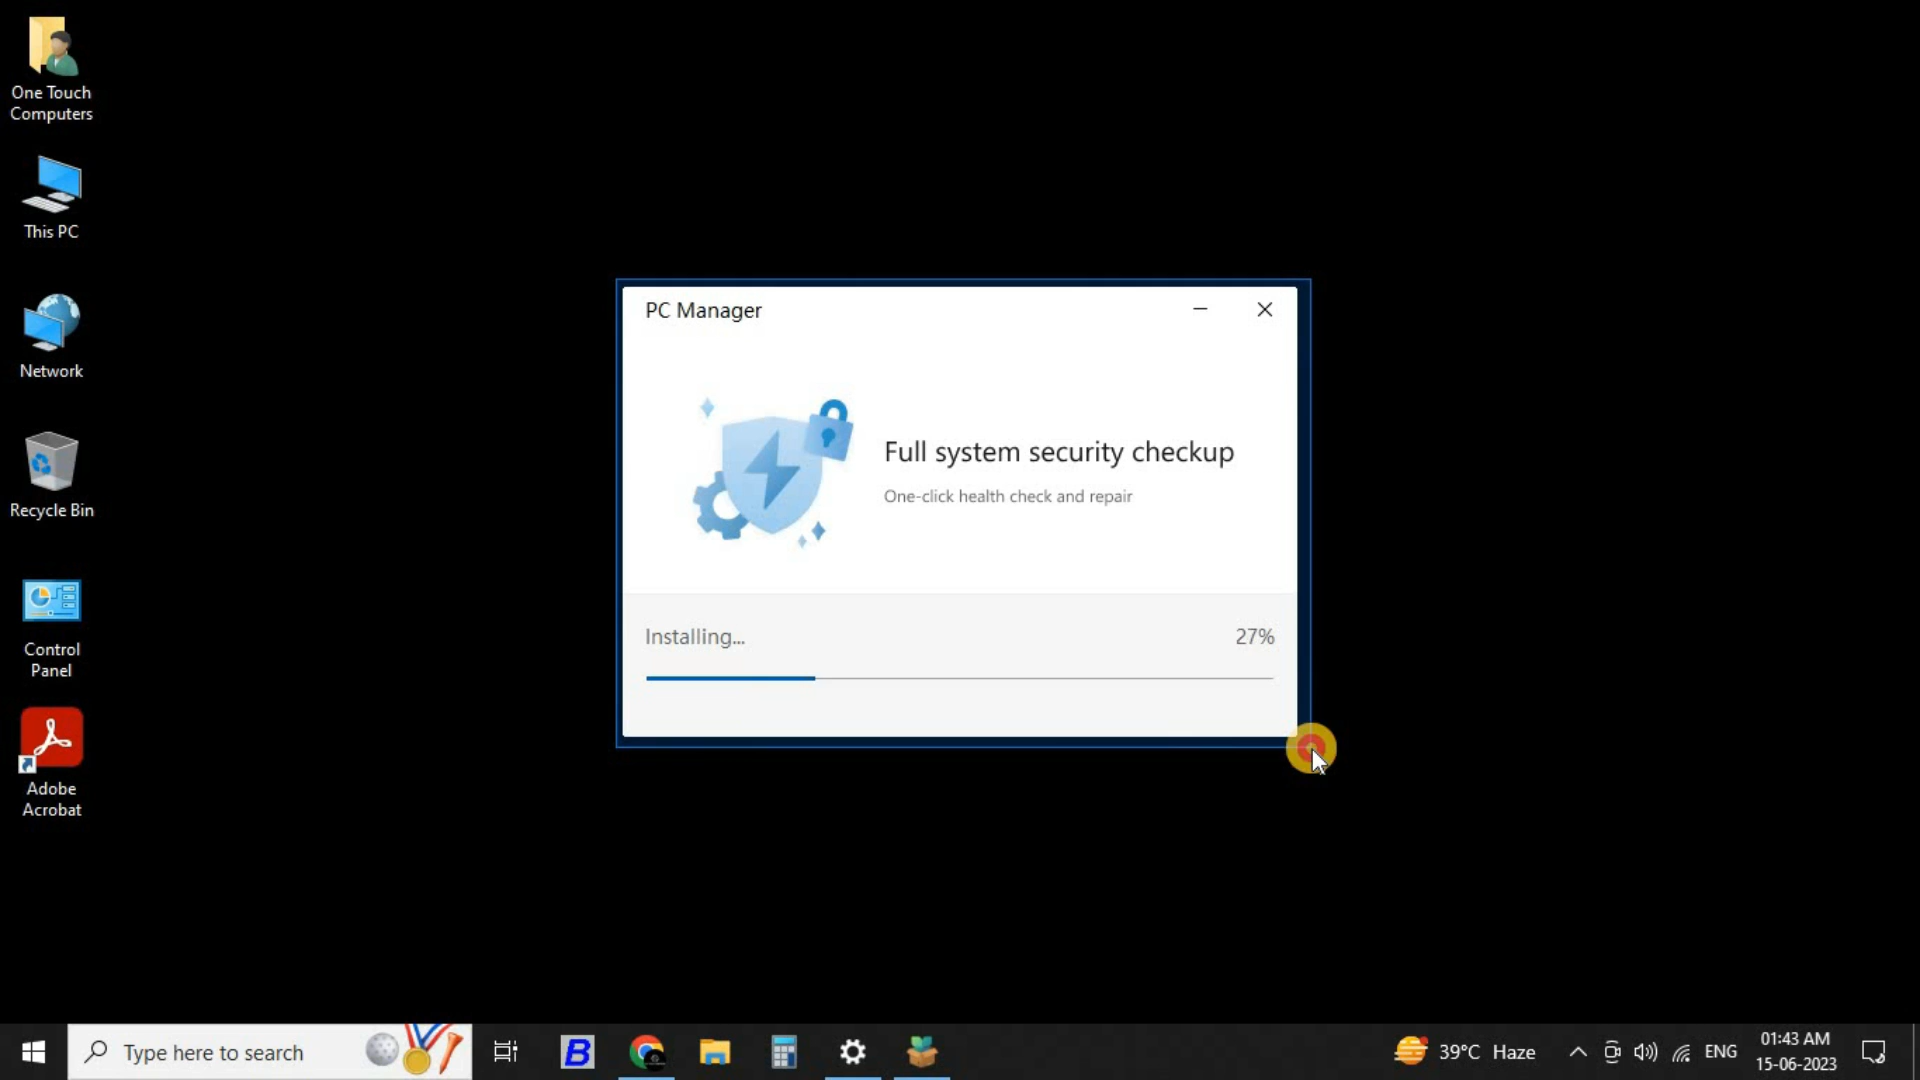 One Touch
Computers
This PC
Network
Recycle Bin
Control
Panel
Adobe
Acrobat
PC Manager
Full system security checkup
One-click health check and repair
Installing...
27%
Type here to search
B
39°C Haze
ENG
01:43 AM
15-06-2023